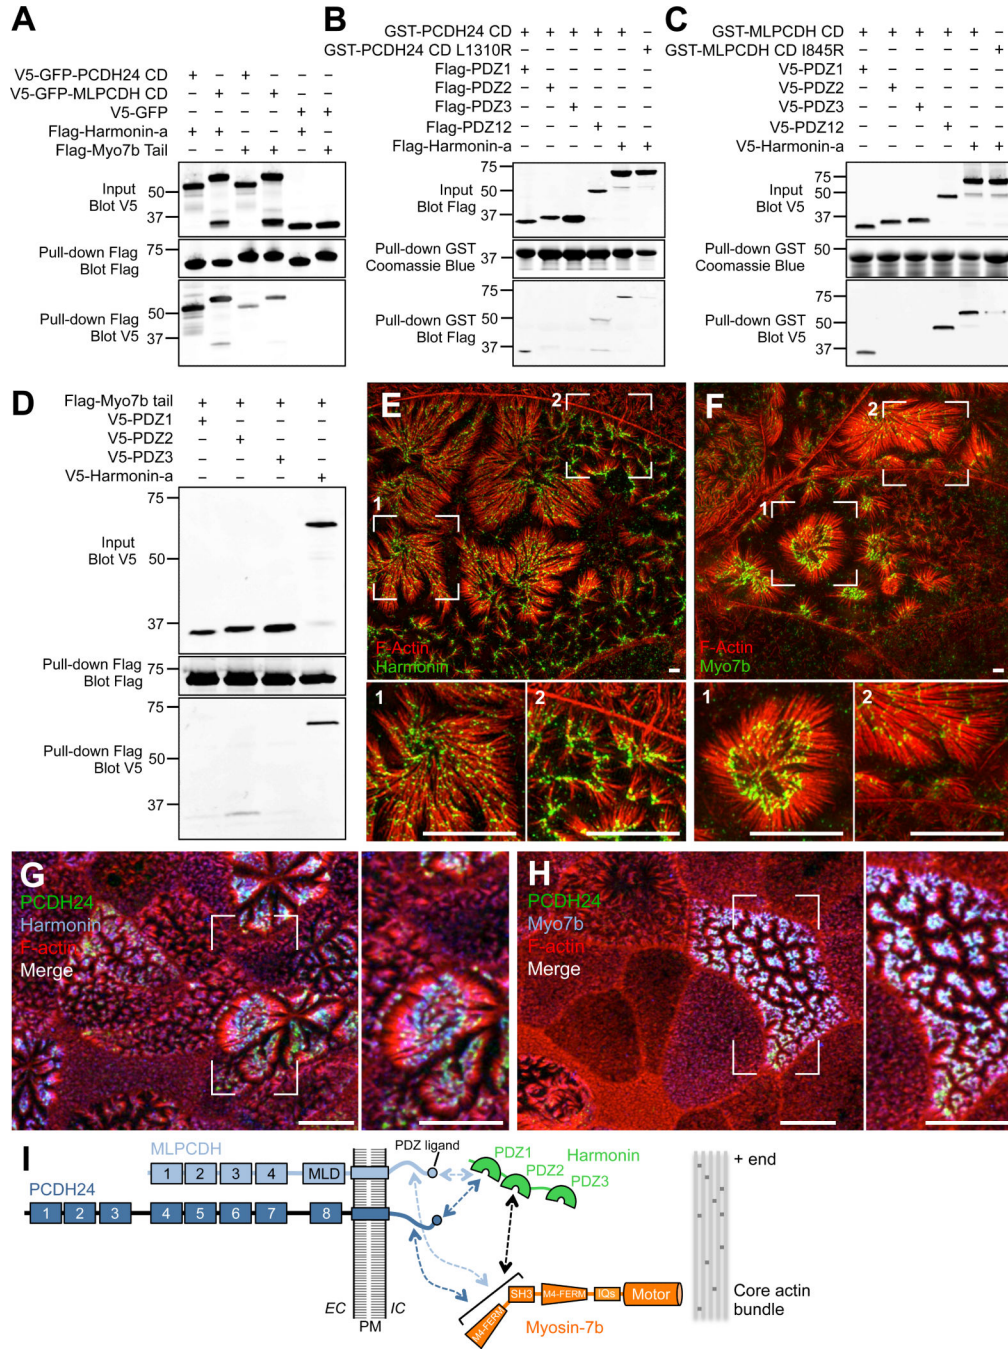 A
V5-GFP-PCDH24 CD + − + − − −
V5-GFP-MLPCDH CD − + − + − −
V5-GFP − − − − + +
Flag-Harmonin-a + + − − + −
Flag-Myo7b Tail − − + + − +
Input
Blot V5
50
37
Pull-down Flag
Blot Flag
75
Pull-down Flag
Blot V5
50
37
B
GST-PCDH24 CD + + + + + −
GST-PCDH24 CD L1310R − − − − − +
Flag-PDZ1 + − − − − −
Flag-PDZ2 − + − − − −
Flag-PDZ3 − − + − − −
Flag-PDZ12 − − − + − −
Flag-Harmonin-a − − − − + +
Input
Blot Flag
75
50
37
Pull-down GST
Coomassie Blue
37
Pull-down GST
Blot Flag
75
50
37
C
GST-MLPCDH CD + + + + + −
GST-MLPCDH CD I845R − − − − − +
V5-PDZ1 + − − − − −
V5-PDZ2 − + − − − −
V5-PDZ3 − − + − − −
V5-PDZ12 − − − + − −
V5-Harmonin-a − − − − + +
Input
Blot V5
75
50
37
Pull-down GST
Coomassie Blue
50
Pull-down GST
Blot V5
75
50
37
D
Flag-Myo7b tail + + + +
V5-PDZ1 + − − −
V5-PDZ2 − + − −
V5-PDZ3 − − + −
V5-Harmonin-a − − − +
75
Input
Blot V5
50
37
Pull-down Flag
Blot Flag
75
75
Pull-down Flag
Blot V5
50
37
E
2
1
F-Actin
Harmonin
1
2
F
2
1
F-Actin
Myo7b
1
2
G
PCDH24
Harmonin
F-actin
Merge
H
PCDH24
Myo7b
F-actin
Merge
I
MLPCDH
1 2 3 4 MLD
PCDH24
1 2 3 4 5 6 7 8
EC IC
PM
PDZ ligand
PDZ1
PDZ2
PDZ3
Harmonin
M4-FERM SH3 M4-FERM IQs Motor
Myosin-7b
+ end
Core actin
bundle